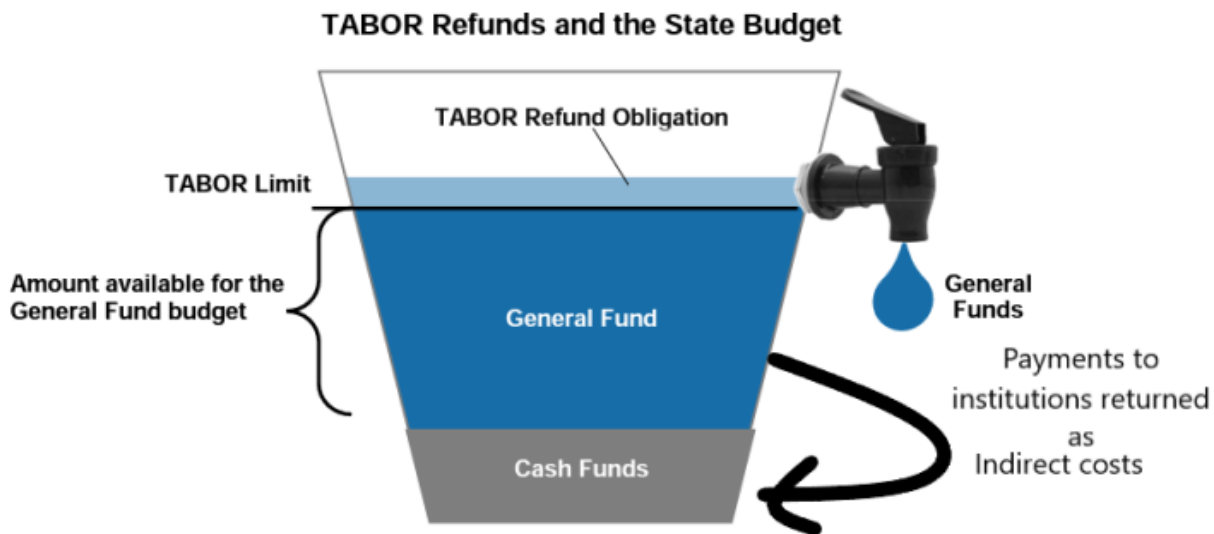 TABOR Refunds and the State Budget
TABOR Refund Obligation
TABOR Limit
Amount available for the
General Fund budget
General Fund
General
Funds
Payments to
institutions returned
as
Indirect costs
Cash Funds